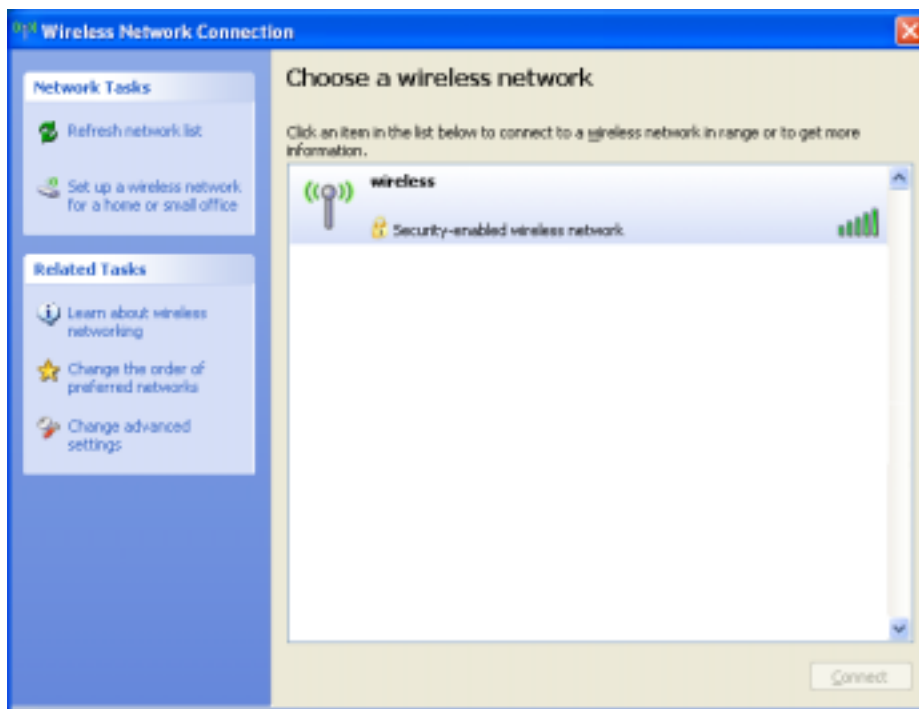 Wireless Network Connection
Network Tasks
Refresh network list
Set up a wireless network
for a home or small office
Related Tasks
Learn about wireless
networking
Change the order of
preferred networks
Change advanced
settings
Choose a wireless network
Click an item in the list below to connect to a wireless network in range or to get more
information.
wireless
Security-enabled wireless network
Connect